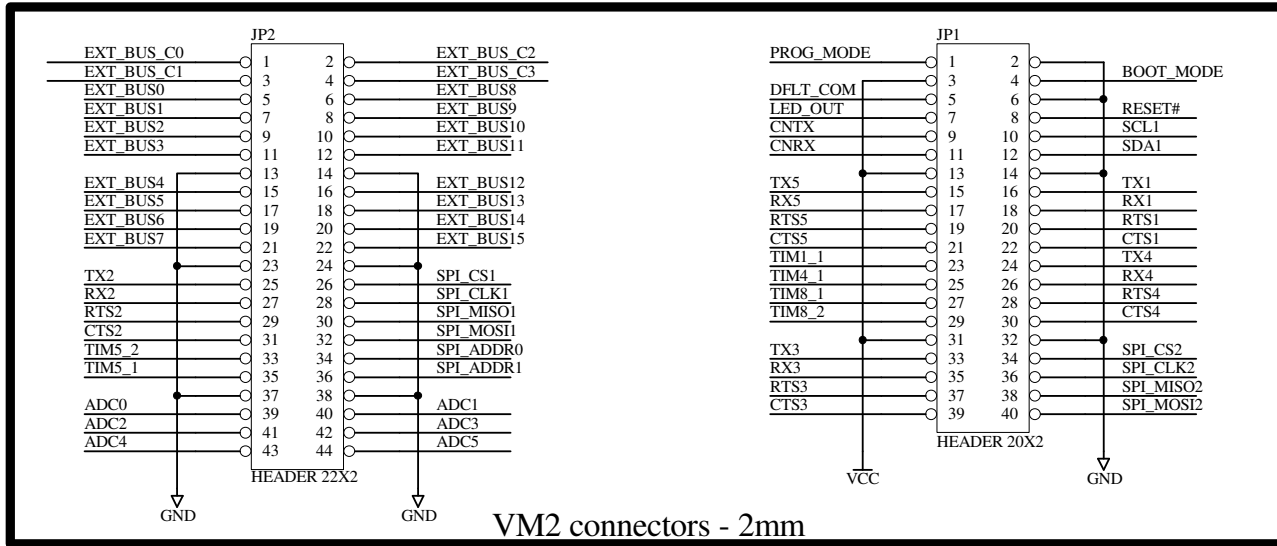 JP2
EXT_BUS_C0 1 2 EXT_BUS_C2
EXT_BUS_C1 3 4 EXT_BUS_C3
EXT_BUS0 5 6 EXT_BUS8
EXT_BUS1 7 8 EXT_BUS9
EXT_BUS2 9 10 EXT_BUS10
EXT_BUS3 11 12 EXT_BUS11
13 14
EXT_BUS4 15 16 EXT_BUS12
EXT_BUS5 17 18 EXT_BUS13
EXT_BUS6 19 20 EXT_BUS14
EXT_BUS7 21 22 EXT_BUS15
23 24
TX2 25 26 SPI_CS1
RX2 27 28 SPI_CLK1
RTS2 29 30 SPI_MISO1
CTS2 31 32 SPI_MOSI1
TIM5_2 33 34 SPI_ADDR0
TIM5_1 35 36 SPI_ADDR1
37 38
ADC0 39 40 ADC1
ADC2 41 42 ADC3
ADC4 43 44 ADC5
HEADER 22X2
GND GND
JP1
PROG_MODE 1 2
3 4 BOOT_MODE
DFLT_COM 5 6
LED_OUT 7 8 RESET#
CNTX 9 10 SCL1
CNRX 11 12 SDA1
13 14
TX5 15 16 TX1
RX5 17 18 RX1
RTS5 19 20 RTS1
CTS5 21 22 CTS1
TIM1_1 23 24 TX4
TIM4_1 25 26 RX4
TIM8_1 27 28 RTS4
TIM8_2 29 30 CTS4
31 32
TX3 33 34 SPI_CS2
RX3 35 36 SPI_CLK2
RTS3 37 38 SPI_MISO2
CTS3 39 40 SPI_MOSI2
HEADER 20X2
VCC GND
VM2 connectors - 2mm